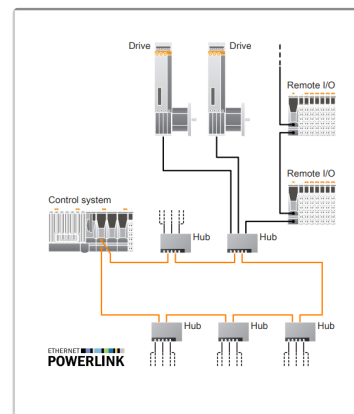 Drive Drive
Remote I/O
Remote I/O
Control system
Hub Hub
Hub Hub Hub
ETHERNET
POWERLINK